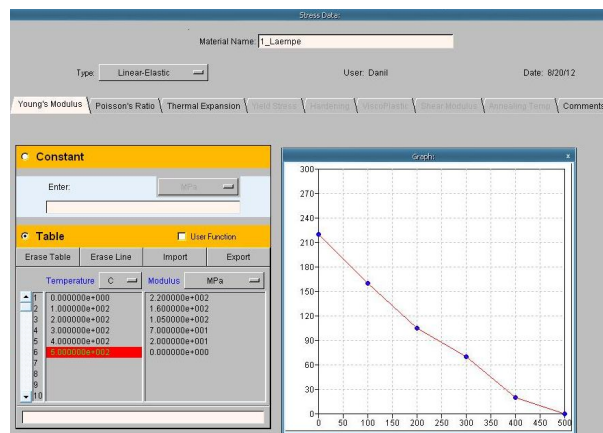 Stress Data:
Material Name: 1_Laempe
Type: Linear-Elastic User: Danil Date: 8/20/12
Young's Modulus Poisson's Ratio Thermal Expansion Yield Stress Hardening ViscoPlastic Shear Modulus Annealing Temp Comments
Constant
Enter: MPa
Table User Function
Erase Table Erase Line Import Export
Temperature C Modulus MPa
1 0.000000e+000 2.200000e+002
2 1.000000e+002 1.600000e+002
3 2.000000e+002 1.050000e+002
4 3.000000e+002 7.000000e+001
5 4.000000e+002 2.000000e+001
6 5.000000e+002 0.000000e+000
7
8
9
10
Graph: x
300
270
240
210
180
150
120
90
60
30
0
0 50 100 150 200 250 300 350 400 450 500